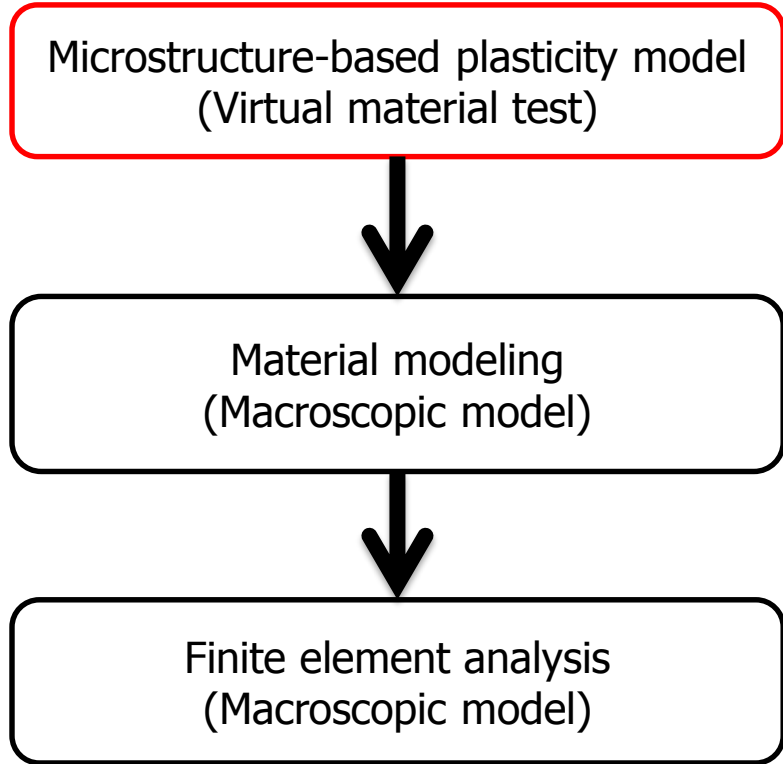 Microstructure-based plasticity model
(Virtual material test)
Material modeling
(Macroscopic model)
Finite element analysis
(Macroscopic model)